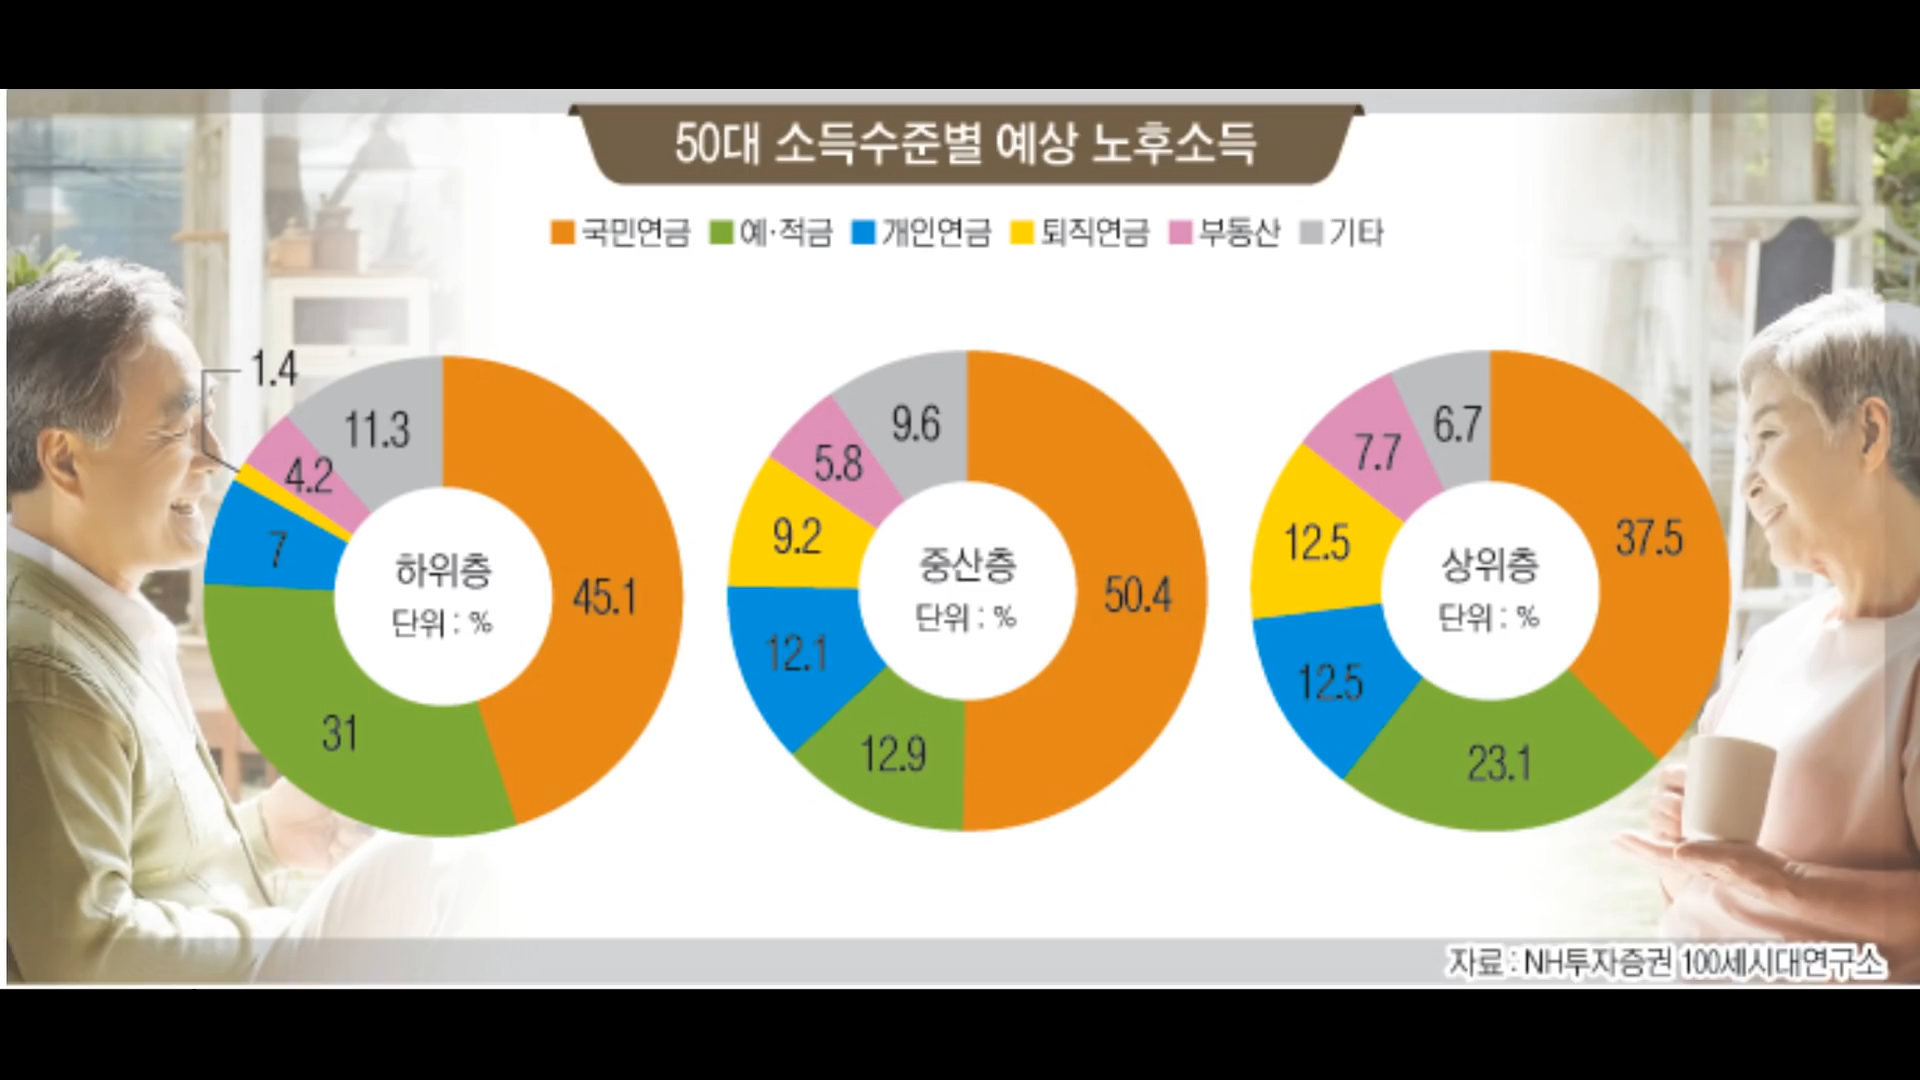 50대 소득수준별 예상 노후소득
국민연금 예·적금 개인연금 퇴직연금 부동산 기타
1.4
11.3
4.2
7
31
45.1
하위층
단위 : %
9.6
5.8
9.2
12.1
12.9
50.4
중산층
단위 : %
6.7
7.7
12.5
12.5
23.1
37.5
상위층
단위 : %
자료 : NH투자증권 100세시대연구소